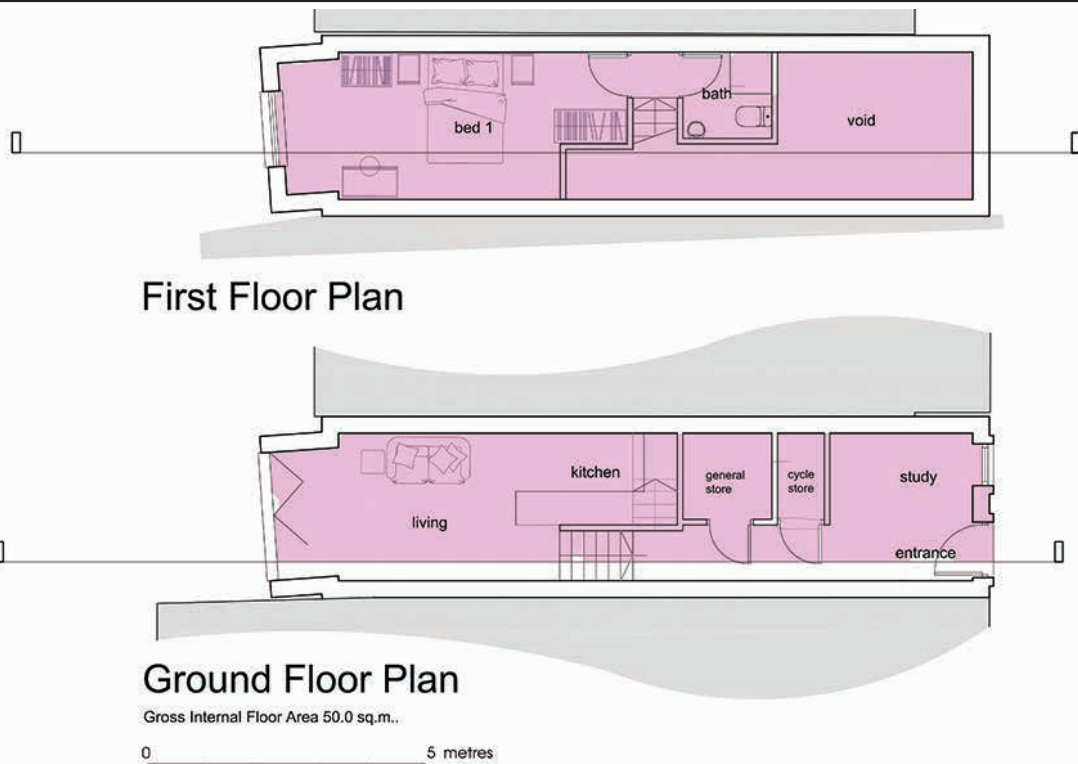 bed 1
bath
void
First Floor Plan
living
kitchen
general
store
cycle
store
study
entrance
Ground Floor Plan
Gross Internal Floor Area 50.0 sq.m..
0
5 metres